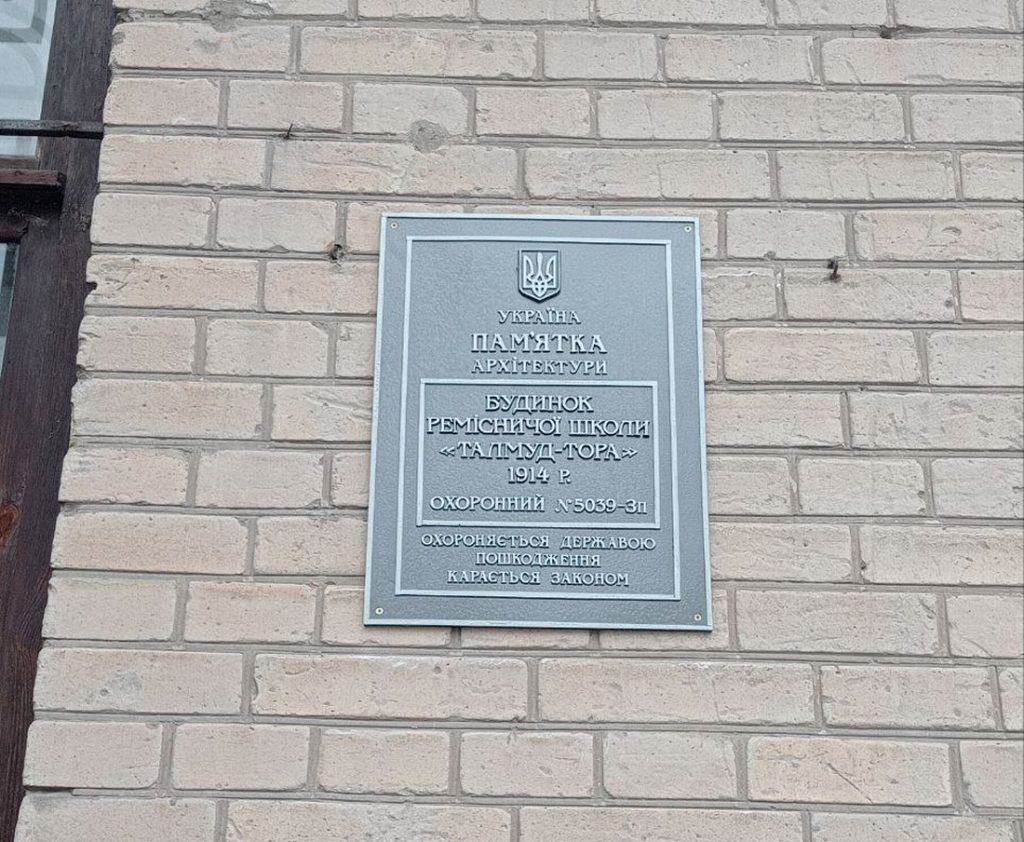 УКРАЇНА
ПАМ'ЯТКА
АРХІТЕКТУРИ
БУДИНОК
РЕМІСНИЧОЇ ШКОЛИ
«ТАЛМУД-ТОРА»
1914 Р.
ОХОРОННИЙ №5039-Зп
ОХОРОНЯЄТЬСЯ ДЕРЖАВОЮ
ПОШКОДЖЕННЯ
КАРАЄТЬСЯ ЗАКОНОМ